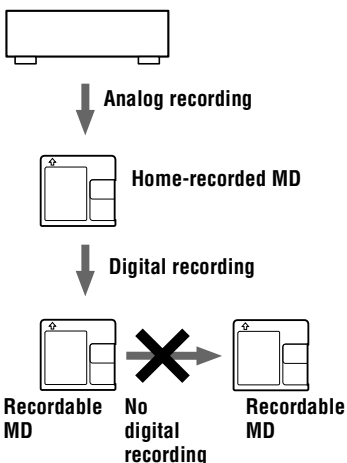 Analog recording
Home-recorded MD
Digital recording
Recordable MD
No digital recording
Recordable MD